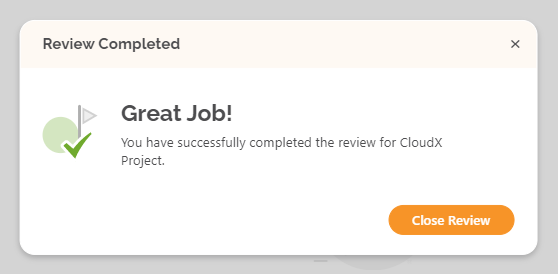 Review Completed
Great Job!
You have successfully completed the review for CloudX
Project.
Close Review